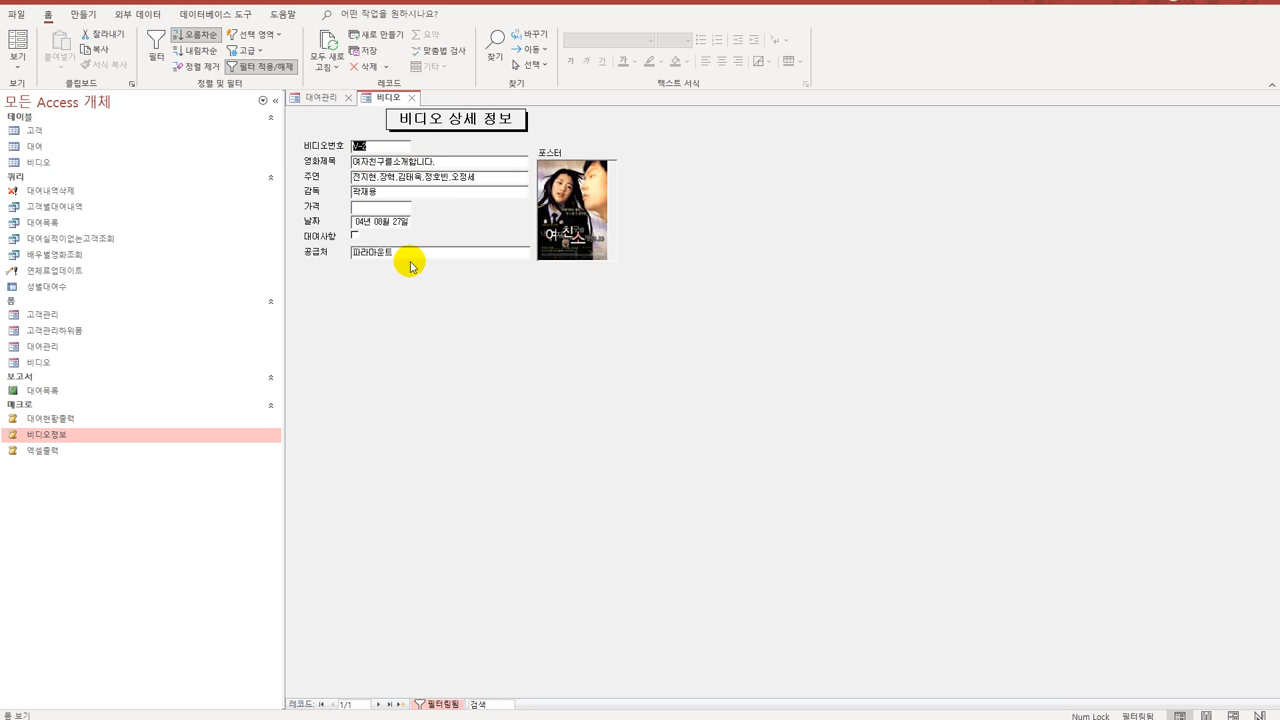 파일 홈 만들기 외부 데이터 데이터베이스 도구 도움말 어떤 작업을 원하시나요?
보기 붙여넣기 잘라내기 복사 서식 복사 필터 오름차순 내림차순 정렬 제거 선택 영역 고급 필터 적용/해제 모두 새로 고침 새로 만들기 저장 삭제 요약 맞춤법 검사 기타 찾기 바꾸기 이동 선택 가 가 가 가
보기 클립보드 정렬 및 필터 레코드 찾기 텍스트 서식
모든 Access 개체
테이블
고객
대여
비디오
쿼리
대여내역삭제
고객별대여내역
대여목록
대여실적이없는고객조회
배우별영화조회
연체료업데이트
성별대여수
폼
고객관리
고객관리하위폼
대여관리
비디오
보고서
대여목록
매크로
대여현황출력
비디오정보
엑셀출력
대여관리 비디오
비디오 상세 정보
비디오번호 V-2
영화제목 여자친구를소개합니다.
주연 전지현,장혁,김태욱,정호빈,오정세
감독 곽재용
가격
날짜 04년 08월 27일
대여사항
공급처 파라마운트
포스터
여친소
레코드: 1/1 필터링됨 검색
폼 보기 Num Lock 필터링됨